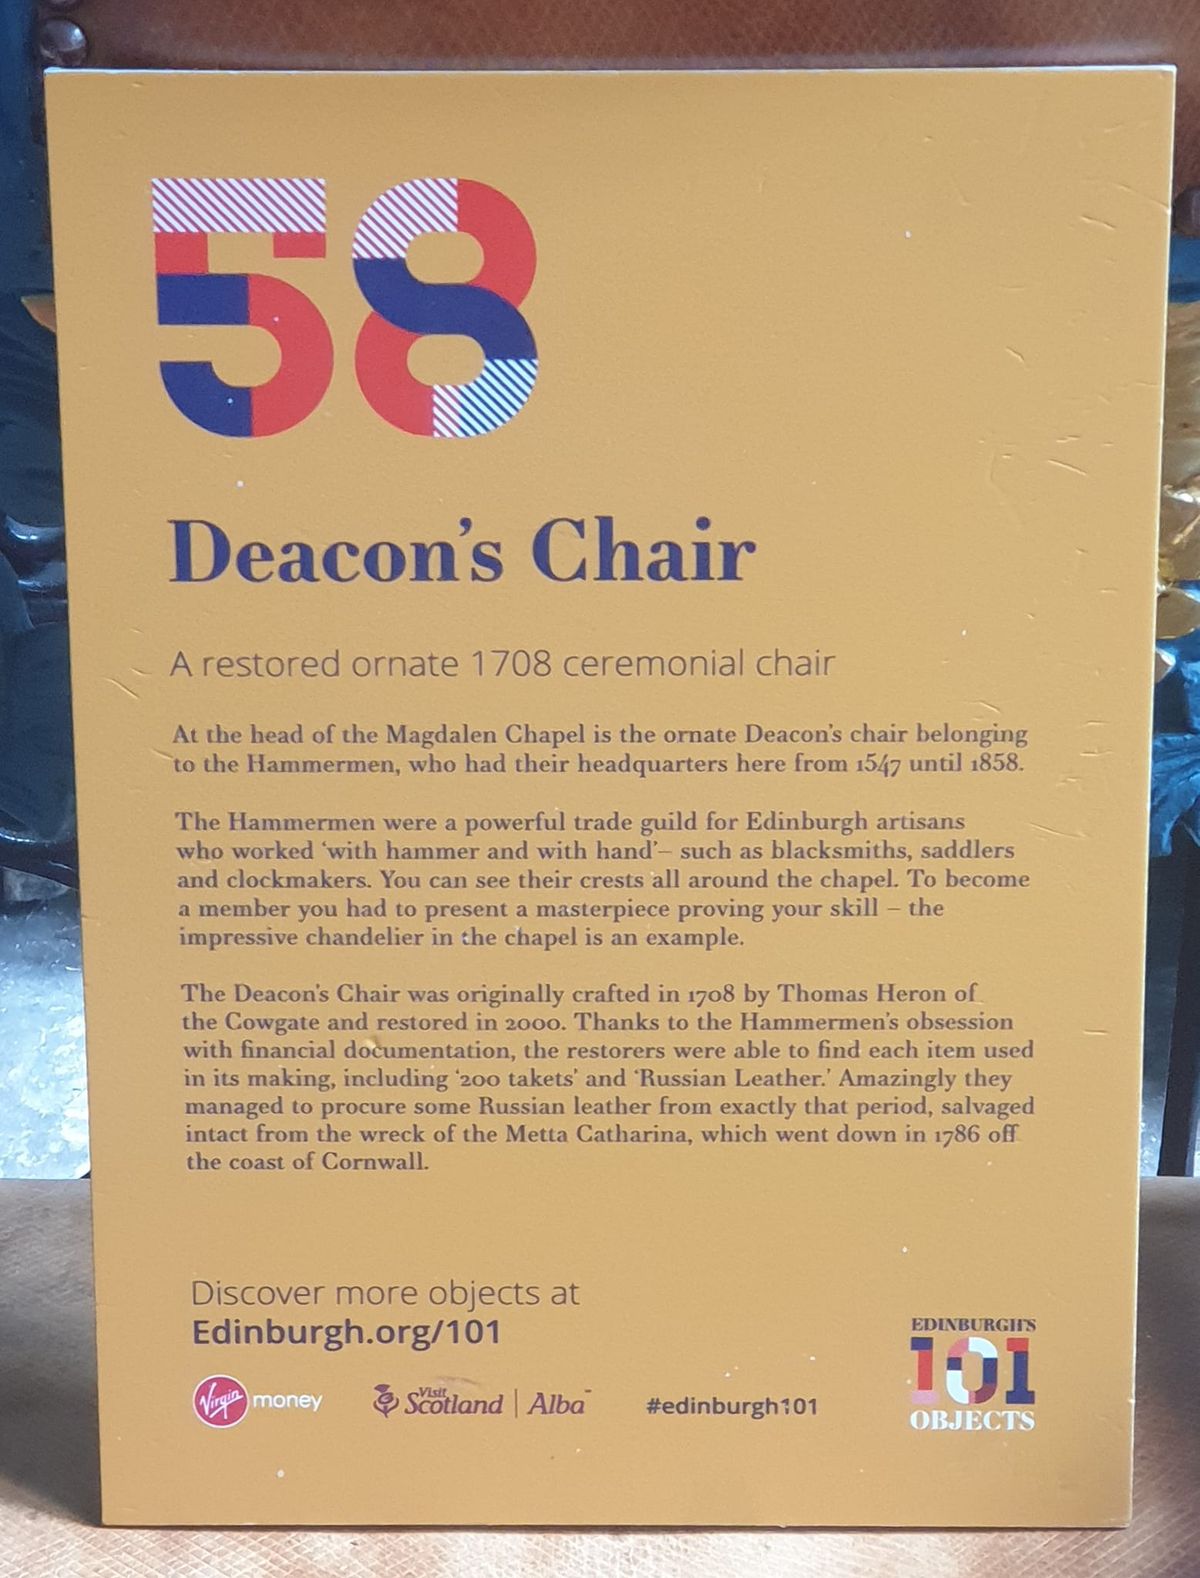 58
Deacon's Chair
A restored ornate 1708 ceremonial chair
At the head of the Magdalen Chapel is the ornate Deacon's chair belonging
to the Hammermen, who had their headquarters here from 1547 until 1858.
The Hammermen were a powerful trade guild for Edinburgh artisans
who worked 'with hammer and with hand'– such as blacksmiths, saddlers
and clockmakers. You can see their crests all around the chapel. To become
a member you had to present a masterpiece proving your skill – the
impressive chandelier in the chapel is an example.
The Deacon's Chair was originally crafted in 1708 by Thomas Heron of
the Cowgate and restored in 2000. Thanks to the Hammermen's obsession
with financial documentation, the restorers were able to find each item used
in its making, including '200 takets' and 'Russian Leather.' Amazingly they
managed to procure some Russian leather from exactly that period, salvaged
intact from the wreck of the Metta Catharina, which went down in 1786 off
the coast of Cornwall.
Discover more objects at
Edinburgh.org/101
Virgin money
Visit Scotland | Alba™
#edinburgh101
EDINBURGH'S
101
OBJECTS